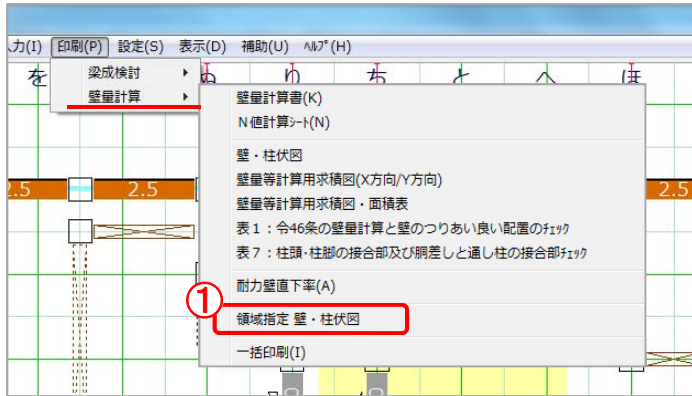 力(I) 印刷(P) 設定(S) 表示(D) 補助(U) ﾍﾙﾌﾟ(H)
を ぬ り ち と へ ほ
梁成検討
壁量計算
壁量計算書(K)
N値計算ｼｰﾄ(N)
壁・柱伏図
壁量等計算用求積図(X方向/Y方向)
壁量等計算用求積図・面積表
表１：令46条の壁量計算と壁のつりあい良い配置のﾁｪｯｸ
表７：柱頭・柱脚の接合部及び胴差しと通し柱の接合部ﾁｪｯｸ
耐力壁直下率(A)
①
領域指定 壁・柱伏図
一括印刷(I)
2.5 2.5 2.5